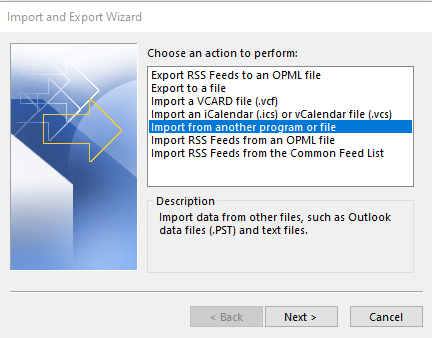 Import and Export Wizard
Choose an action to perform:
Export RSS Feeds to an OPML file
Export to a file
Import a VCARD file (.vcf)
Import an iCalendar (.ics) or vCalendar file (.vcs)
Import from another program or file
Import RSS Feeds from an OPML file
Import RSS Feeds from the Common Feed List
Description
Import data from other files, such as Outlook
data files (.PST) and text files.
< Back
Next >
Cancel